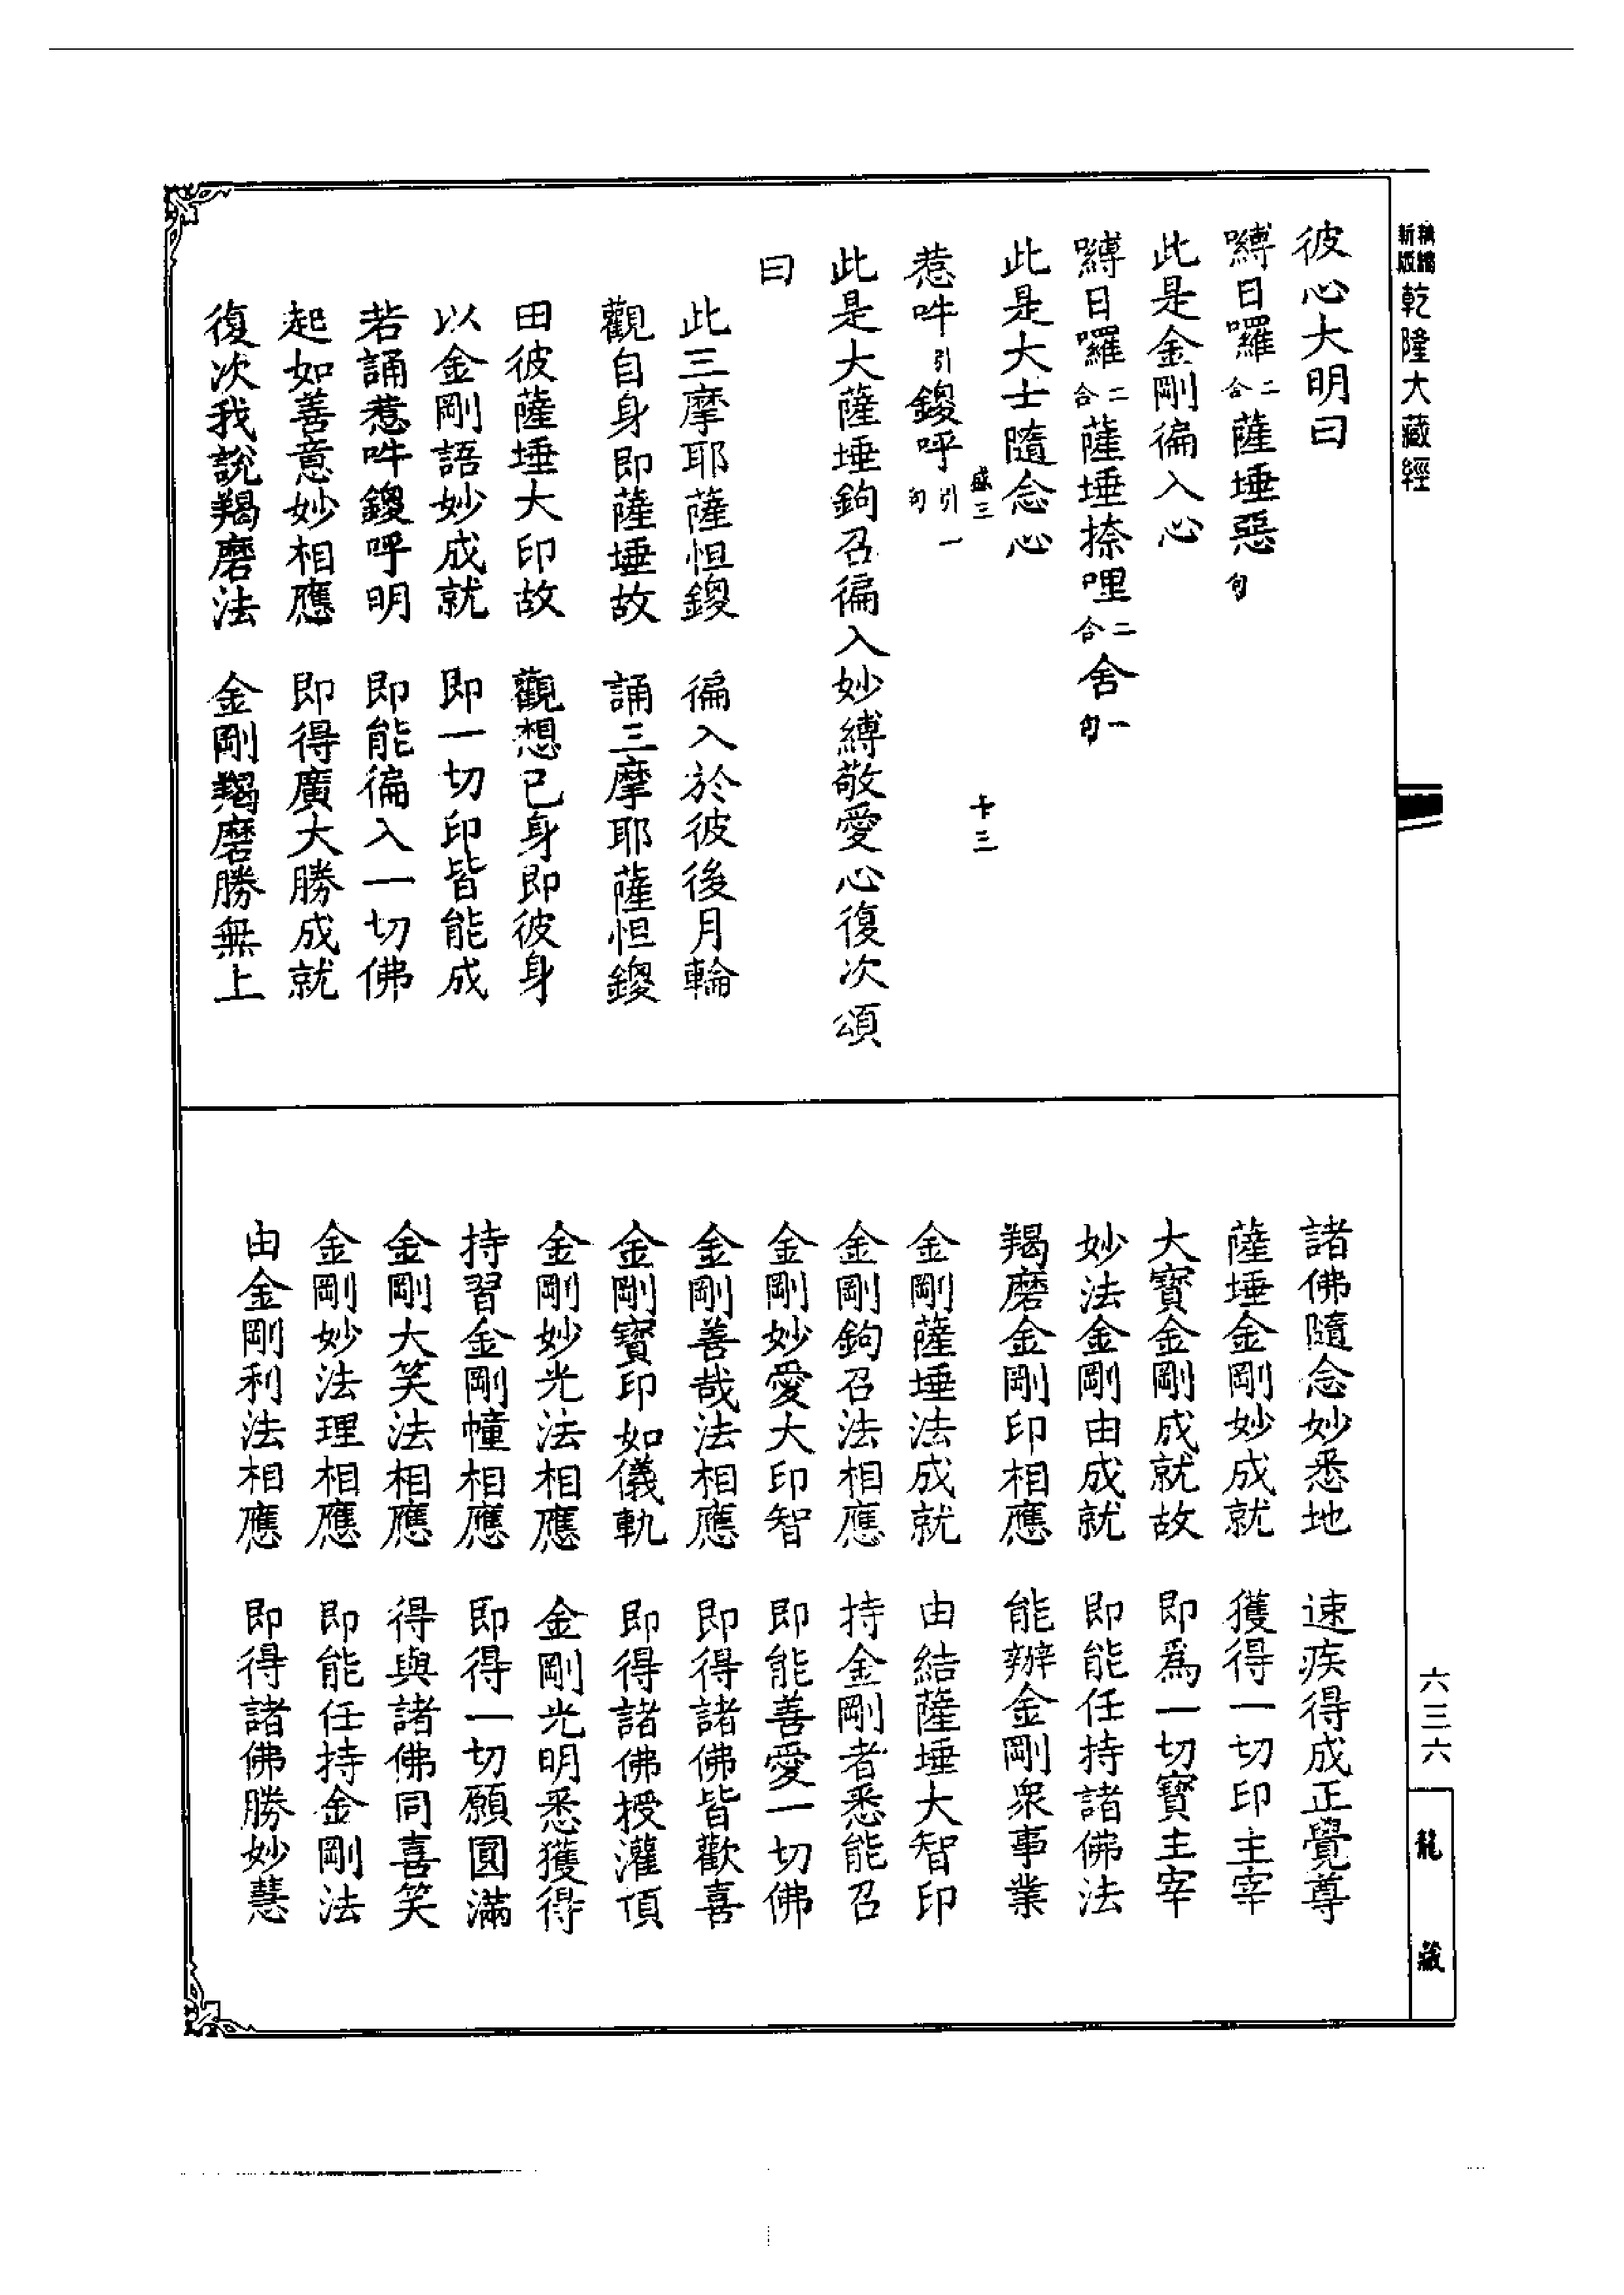 精縮
新版 乾隆大藏經
彼心大明曰
嚩日囉二合薩埵惡句
此是金剛徧入心
嚩日囉二合薩埵捺哩二合舍一句
此是大士隨念心
盛三 卡三
惹吽引鑁呼引一句
此是大薩埵鉤召徧入妙縛敬愛心復次頌
曰
此三摩耶薩怛鑁 徧入於彼後月輪
觀自身即薩埵故 誦三摩耶薩怛鑁
田彼薩埵大印故 觀想已身即彼身
以金剛語妙成就 即一切印皆能成
若誦惹吽鑁呼明 即能徧入一切佛
起如善意妙相應 即得廣大勝成就
復次我說羯磨法 金剛羯磨勝無上
諸佛隨念妙悉地 速疾得成正覺尊
薩埵金剛妙成就 獲得一切印主宰
大寶金剛成就故 即為一切寶主宰
妙法金剛由成就 即能任持諸佛法
羯磨金剛印相應 能辦金剛眾事業
金剛薩埵法成就 由結薩埵大智印
金剛鉤召法相應 持金剛者悉能召
金剛妙愛大印智 即能善愛一切佛
金剛善哉法相應 即得諸佛皆歡喜
金剛寶印如儀軌 即得諸佛授灌頂
金剛妙光法相應 金剛光明悉獲得
持習金剛幢相應 即得一切願圓滿
金剛大笑法相應 得與諸佛同喜笑
金剛妙法理相應 即能任持金剛法
由金剛利法相應 即得諸佛勝妙慧
六三六
龍藏